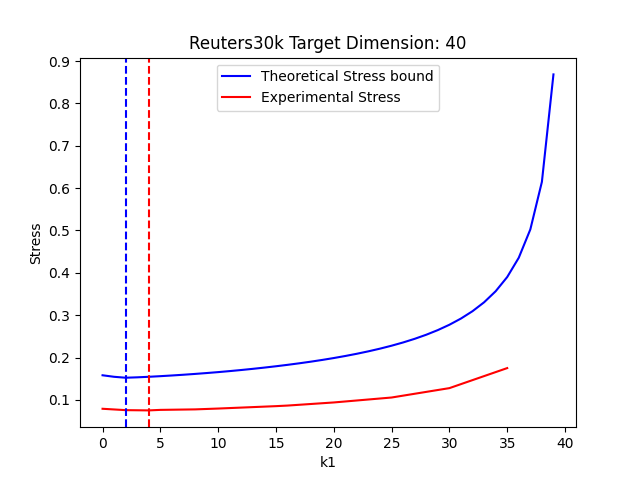 Reuters30k Target Dimension: 40
Theoretical Stress bound
Experimental Stress
Stress
0.9
0.8
0.7
0.6
0.5
0.4
0.3
0.2
0.1
0 5 10 15 20 25 30 35 40
k1